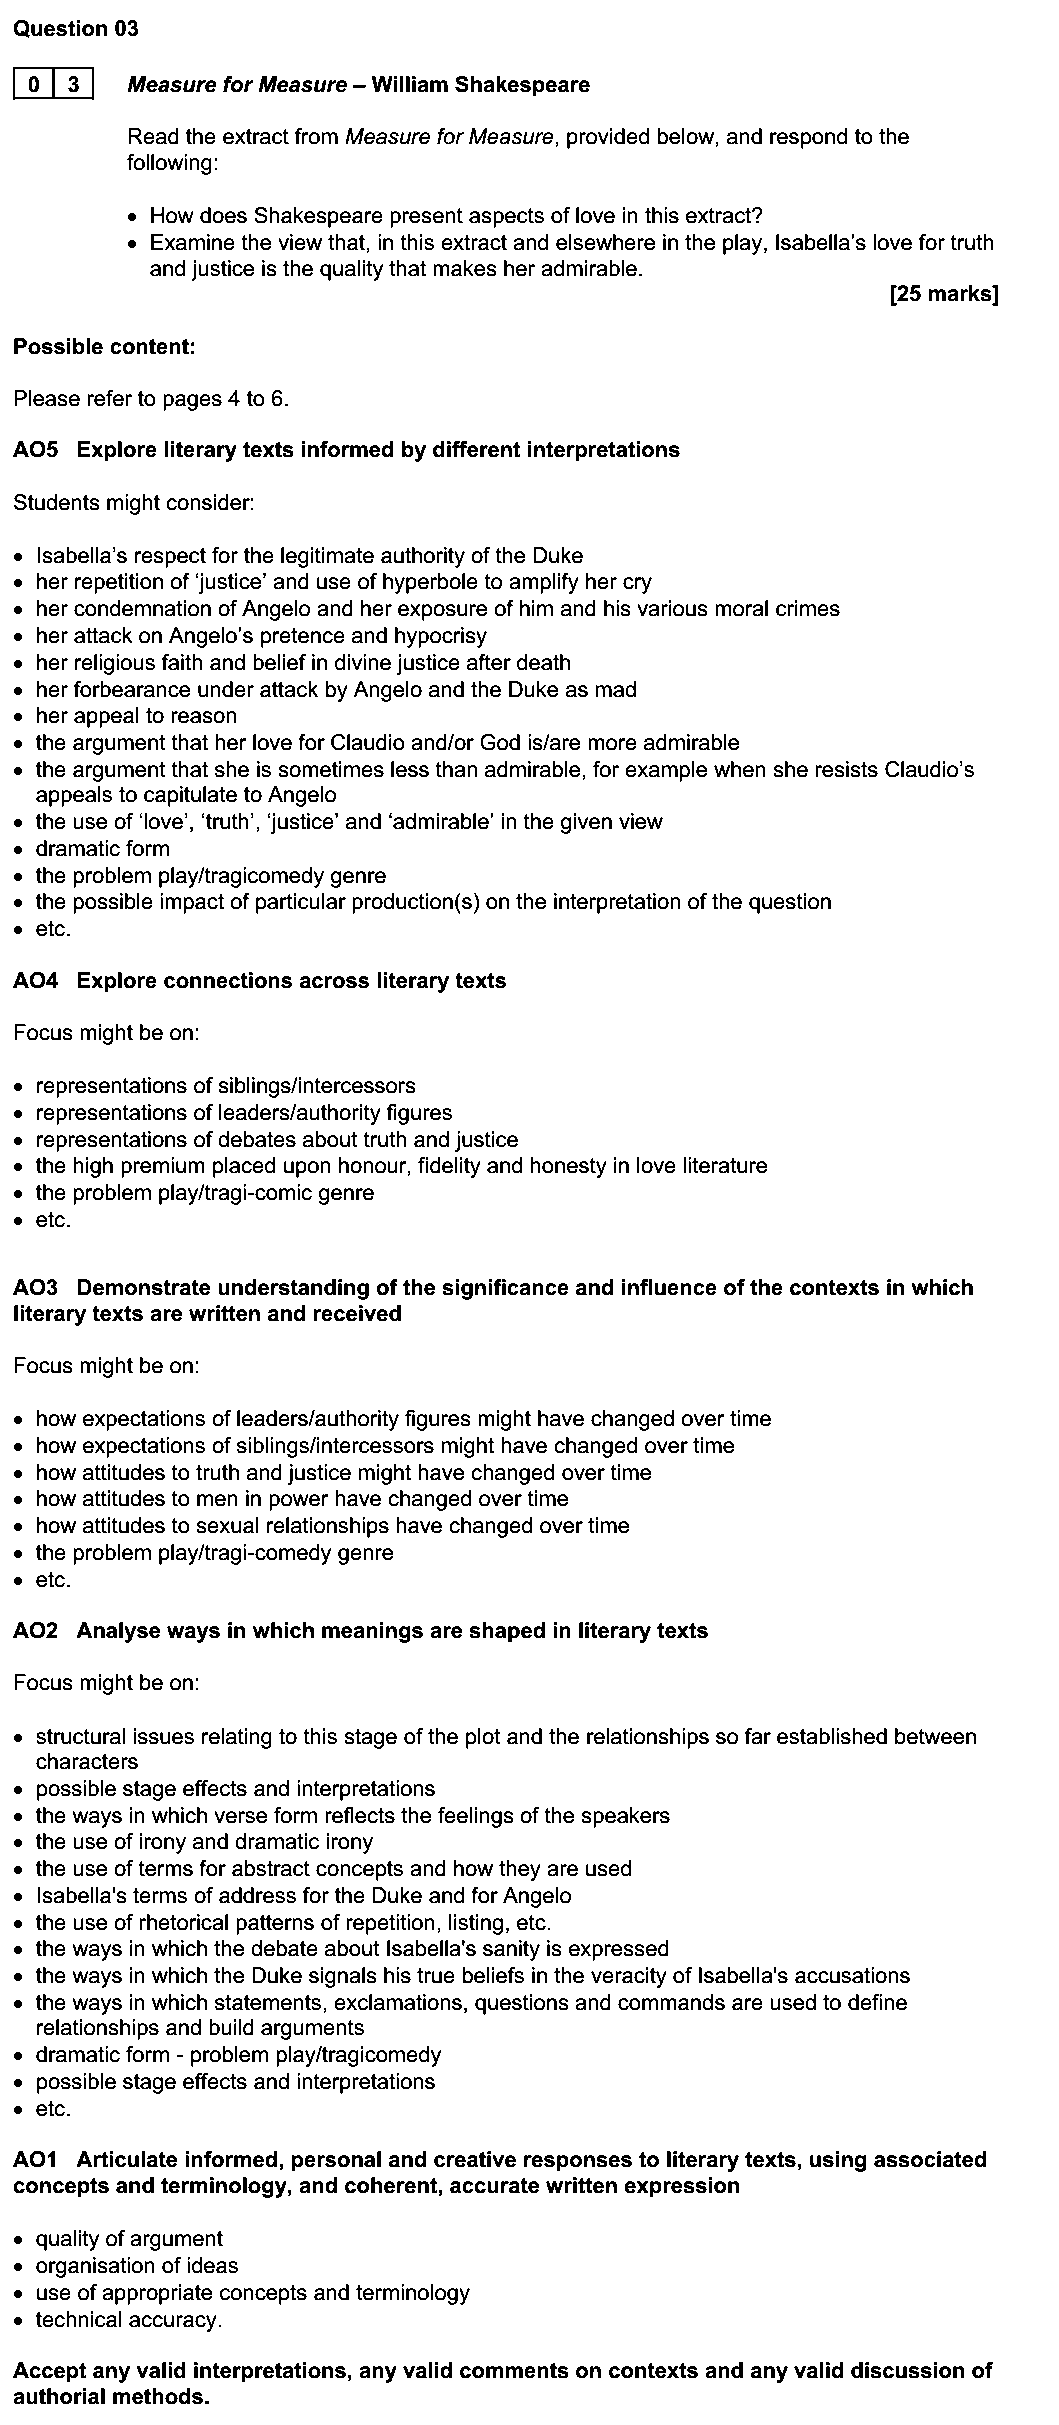 Question 03
0 3 Measure for Measure – William Shakespeare
Read the extract from Measure for Measure, provided below, and respond to the
following:
• How does Shakespeare present aspects of love in this extract?
• Examine the view that, in this extract and elsewhere in the play, Isabella's love for truth
and justice is the quality that makes her admirable.
[25 marks]
Possible content:
Please refer to pages 4 to 6.
AO5 Explore literary texts informed by different interpretations
Students might consider:
• Isabella's respect for the legitimate authority of the Duke
• her repetition of 'justice' and use of hyperbole to amplify her cry
• her condemnation of Angelo and her exposure of him and his various moral crimes
• her attack on Angelo's pretence and hypocrisy
• her religious faith and belief in divine justice after death
• her forbearance under attack by Angelo and the Duke as mad
• her appeal to reason
• the argument that her love for Claudio and/or God is/are more admirable
• the argument that she is sometimes less than admirable, for example when she resists Claudio's
appeals to capitulate to Angelo
• the use of 'love', 'truth', 'justice' and 'admirable' in the given view
• dramatic form
• the problem play/tragicomedy genre
• the possible impact of particular production(s) on the interpretation of the question
• etc.
AO4 Explore connections across literary texts
Focus might be on:
• representations of siblings/intercessors
• representations of leaders/authority figures
• representations of debates about truth and justice
• the high premium placed upon honour, fidelity and honesty in love literature
• the problem play/tragi-comic genre
• etc.
AO3 Demonstrate understanding of the significance and influence of the contexts in which
literary texts are written and received
Focus might be on:
• how expectations of leaders/authority figures might have changed over time
• how expectations of siblings/intercessors might have changed over time
• how attitudes to truth and justice might have changed over time
• how attitudes to men in power have changed over time
• how attitudes to sexual relationships have changed over time
• the problem play/tragi-comedy genre
• etc.
AO2 Analyse ways in which meanings are shaped in literary texts
Focus might be on:
• structural issues relating to this stage of the plot and the relationships so far established between
characters
• possible stage effects and interpretations
• the ways in which verse form reflects the feelings of the speakers
• the use of irony and dramatic irony
• the use of terms for abstract concepts and how they are used
• Isabella's terms of address for the Duke and for Angelo
• the use of rhetorical patterns of repetition, listing, etc.
• the ways in which the debate about Isabella's sanity is expressed
• the ways in which the Duke signals his true beliefs in the veracity of Isabella's accusations
• the ways in which statements, exclamations, questions and commands are used to define
relationships and build arguments
• dramatic form - problem play/tragicomedy
• possible stage effects and interpretations
• etc.
AO1 Articulate informed, personal and creative responses to literary texts, using associated
concepts and terminology, and coherent, accurate written expression
• quality of argument
• organisation of ideas
• use of appropriate concepts and terminology
• technical accuracy.
Accept any valid interpretations, any valid comments on contexts and any valid discussion of
authorial methods.